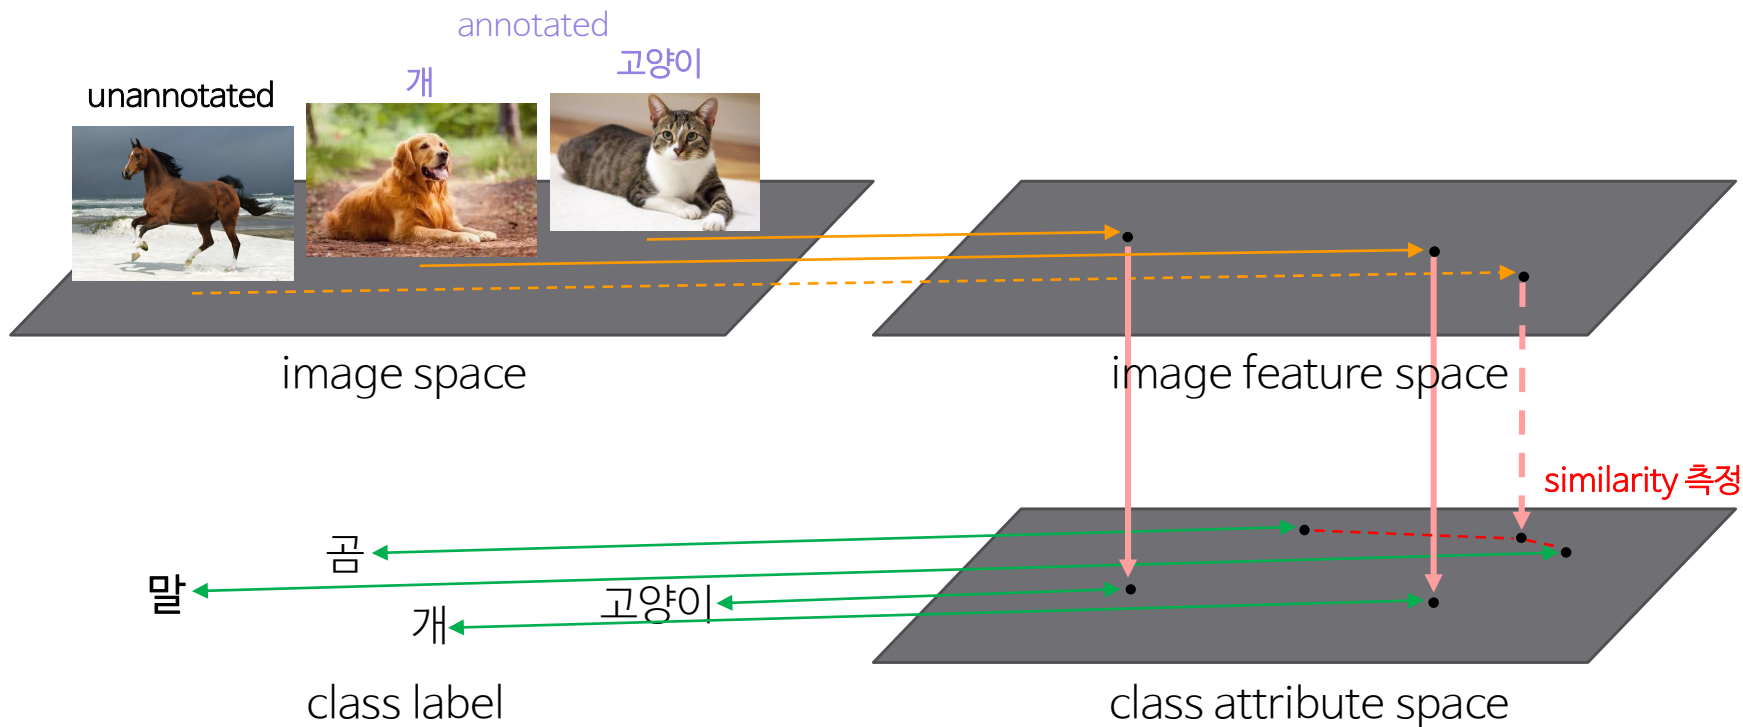 annotated
고양이
개
unannotated
image space
image feature space
similarity 측정
곰
말
고양이
개
class label
class attribute space